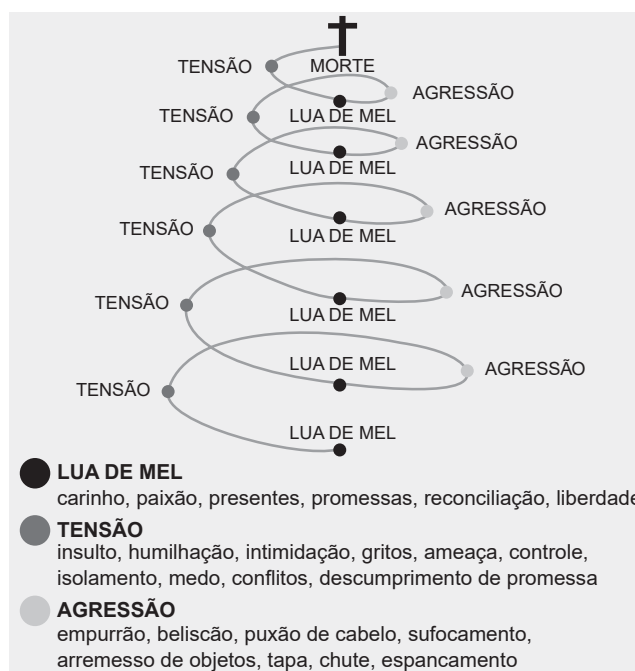 MORTE
TENSÃO
AGRESSÃO
LUA DE MEL
TENSÃO
AGRESSÃO
LUA DE MEL
TENSÃO
AGRESSÃO
LUA DE MEL
TENSÃO
AGRESSÃO
LUA DE MEL
TENSÃO
AGRESSÃO
LUA DE MEL
TENSÃO
LUA DE MEL
LUA DE MEL
carinho, paixão, presentes, promessas, reconciliação, liberdade
TENSÃO
insulto, humilhação, intimidação, gritos, ameaça, controle,
isolamento, medo, conflitos, descumprimento de promessa
AGRESSÃO
empurrão, beliscão, puxão de cabelo, sufocamento,
arremesso de objetos, tapa, chute, espancamento